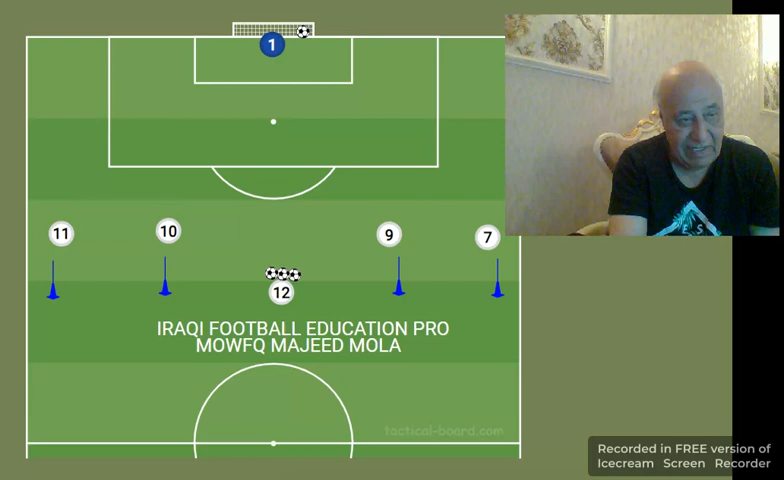 1
11
10
9
7
12
IRAQI FOOTBALL EDUCATION PRO
MOWFQ MAJEED MOLA
tactical-board.com
Recorded in FREE version of
Icecream Screen Recorder